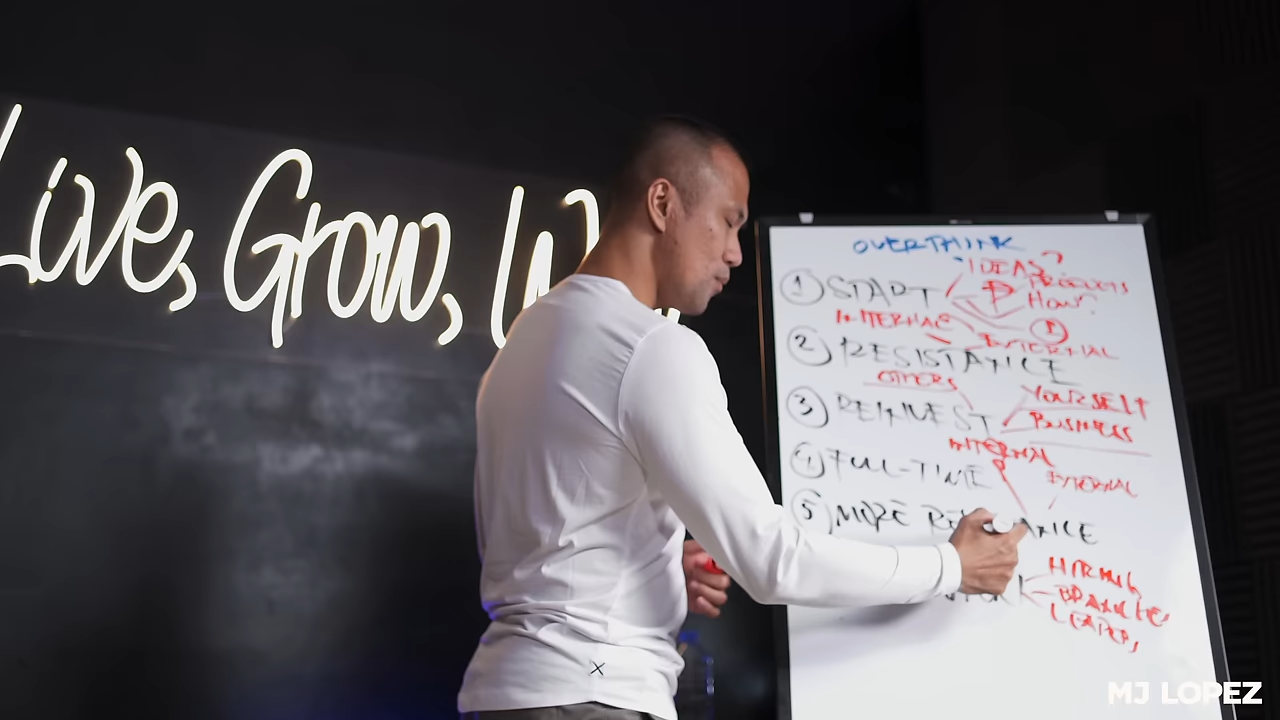 Live, Grow,
OVERTHINK
IDEAS?
① START
PRODUCTS
HOW?
INTERNAL
EXTERNAL
② RESISTANCE
OTHERS
YOURSELF
③ REINVEST
BUSINESS
INTERNAL
④ FULL-TIME
EXTERNAL
⑤ MORE
HIRING
LEADERS
MJ LOPEZ